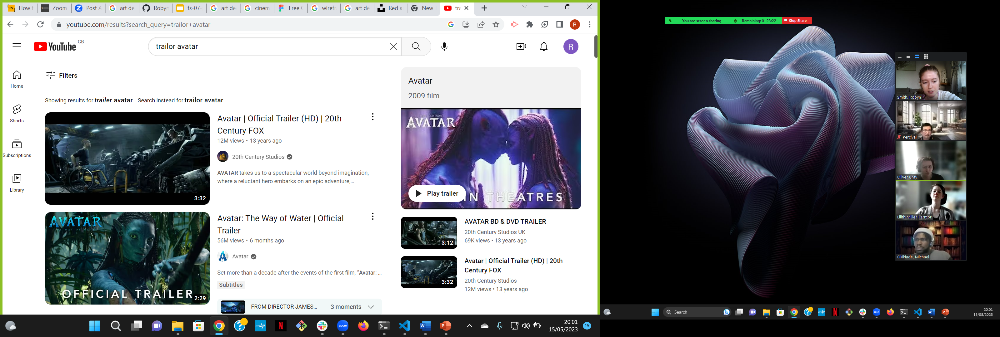 How t
Zoom
Post A
art de
Robyn
fs-07-
art de
cinem
Free C
wirefr
art de
Red a
New T
tra
youtube.com/results?search_query=trailor+avatar
R
YouTube GB
trailor avatar
R
Home
Shorts
Subscriptions
Library
Filters
Showing results for trailer avatar Search instead for trailor avatar
3:32
Avatar | Official Trailer (HD) | 20th
Century FOX
12M views • 13 years ago
20th Century Studios
AVATAR takes us to a spectacular world beyond imagination,
where a reluctant hero embarks on an epic adventure,...
AVATAR
THE WAY OF WATER
OFFICIAL TRAILER
2:29
Avatar: The Way of Water | Official
Trailer
56M views • 6 months ago
Avatar
Set more than a decade after the events of the first film, “Avatar: ...
Subtitles
FROM DIRECTOR JAMES... 3 moments
Avatar
2009 film
AVATAR
Play trailer
IN THEATRES
3:12
AVATAR BD & DVD TRAILER
20th Century Studios UK
69K views • 13 years ago
3:32
Avatar | Official Trailer (HD) | 20th
Century FOX
20th Century Studios
12M views • 13 years ago
myhp
N
zoom
W
P
20:01
15/05/2023
16
You are screen sharing Remaining: 01:23:22 Stop Share
Smith, Robyn
Percival
Oliver Cray
Lilith Miller-Fermor
Okikiade, Michael
Search
myhp
N
zoom
W
P
20:01
15/05/2023